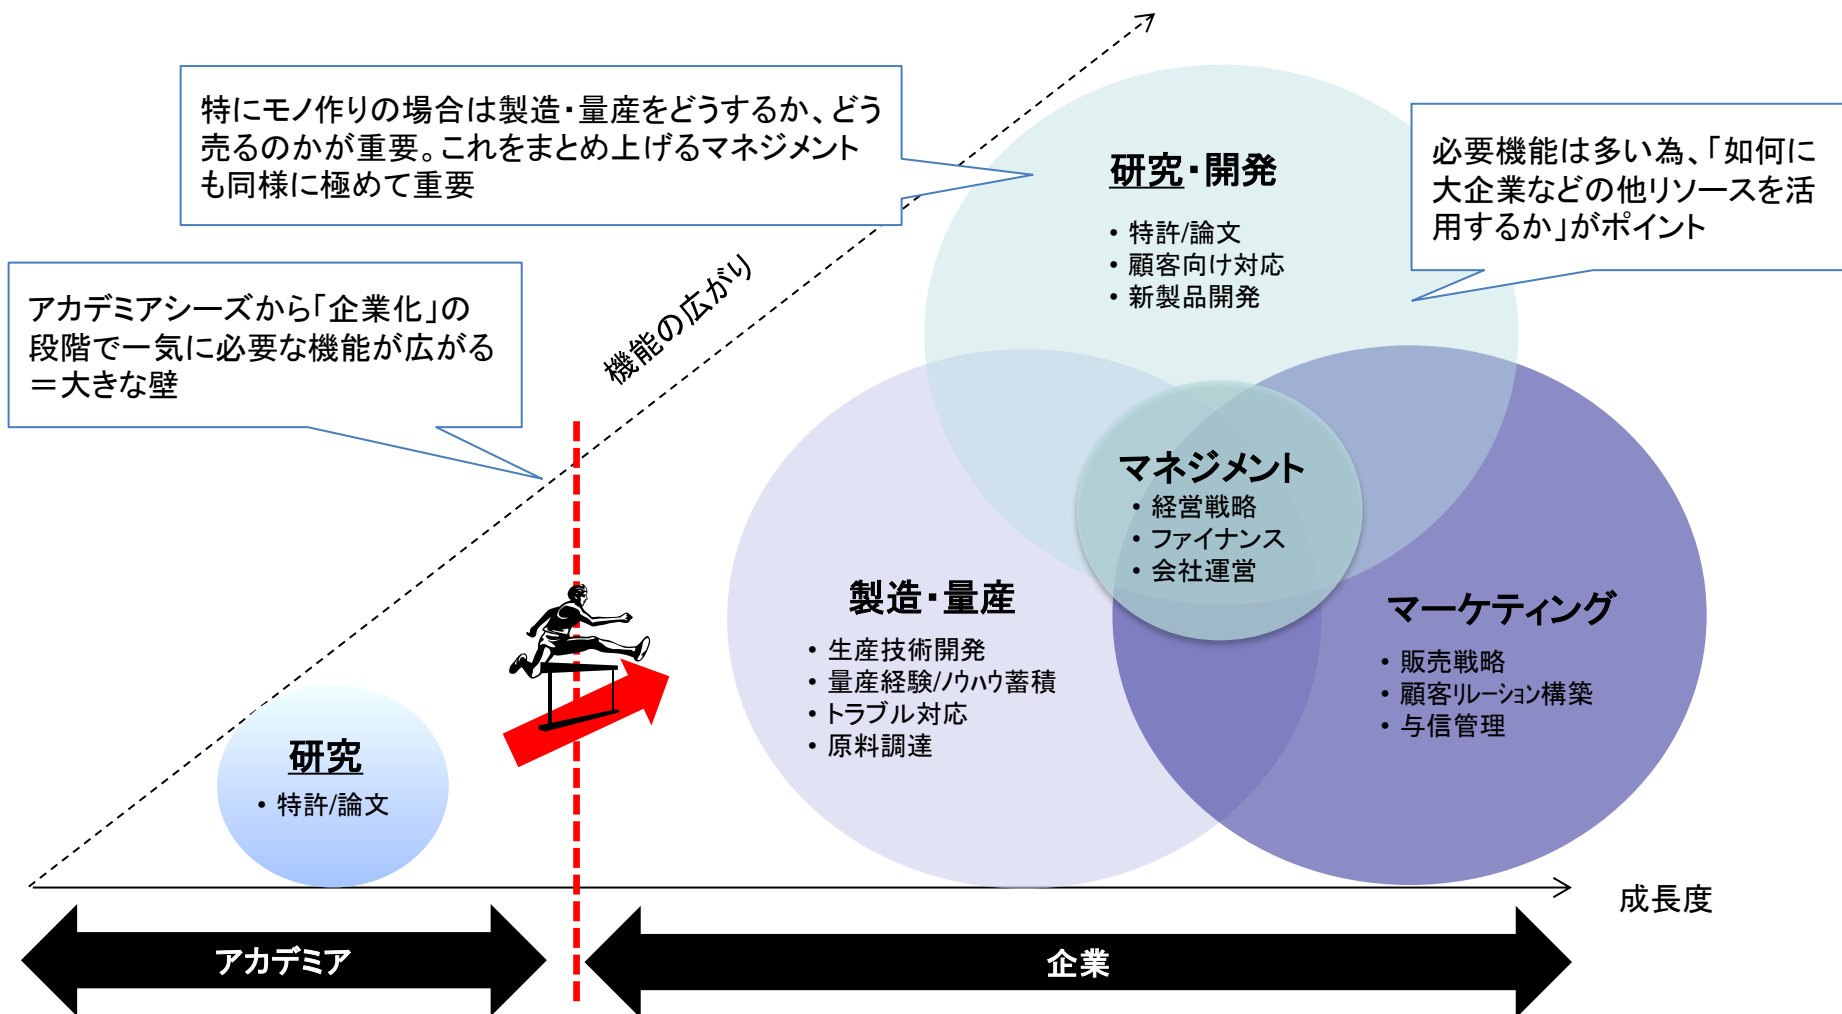 特にモノ作りの場合は製造・量産をどうするか、どう
売るのかが重要。これをまとめ上げるマネジメント
も同様に極めて重要
必要機能は多い為、「如何に
大企業などの他リソースを活
用するか」がポイント
アカデミアシーズから「企業化」の
段階で一気に必要な機能が広がる
＝大きな壁
機能の広がり
研究・開発
• 特許/論文
• 顧客向け対応
• 新製品開発
マネジメント
• 経営戦略
• ファイナンス
• 会社運営
製造・量産
• 生産技術開発
• 量産経験/ノウハウ蓄積
• トラブル対応
• 原料調達
マーケティング
• 販売戦略
• 顧客リレーション構築
• 与信管理
研究
• 特許/論文
成長度
アカデミア
企業